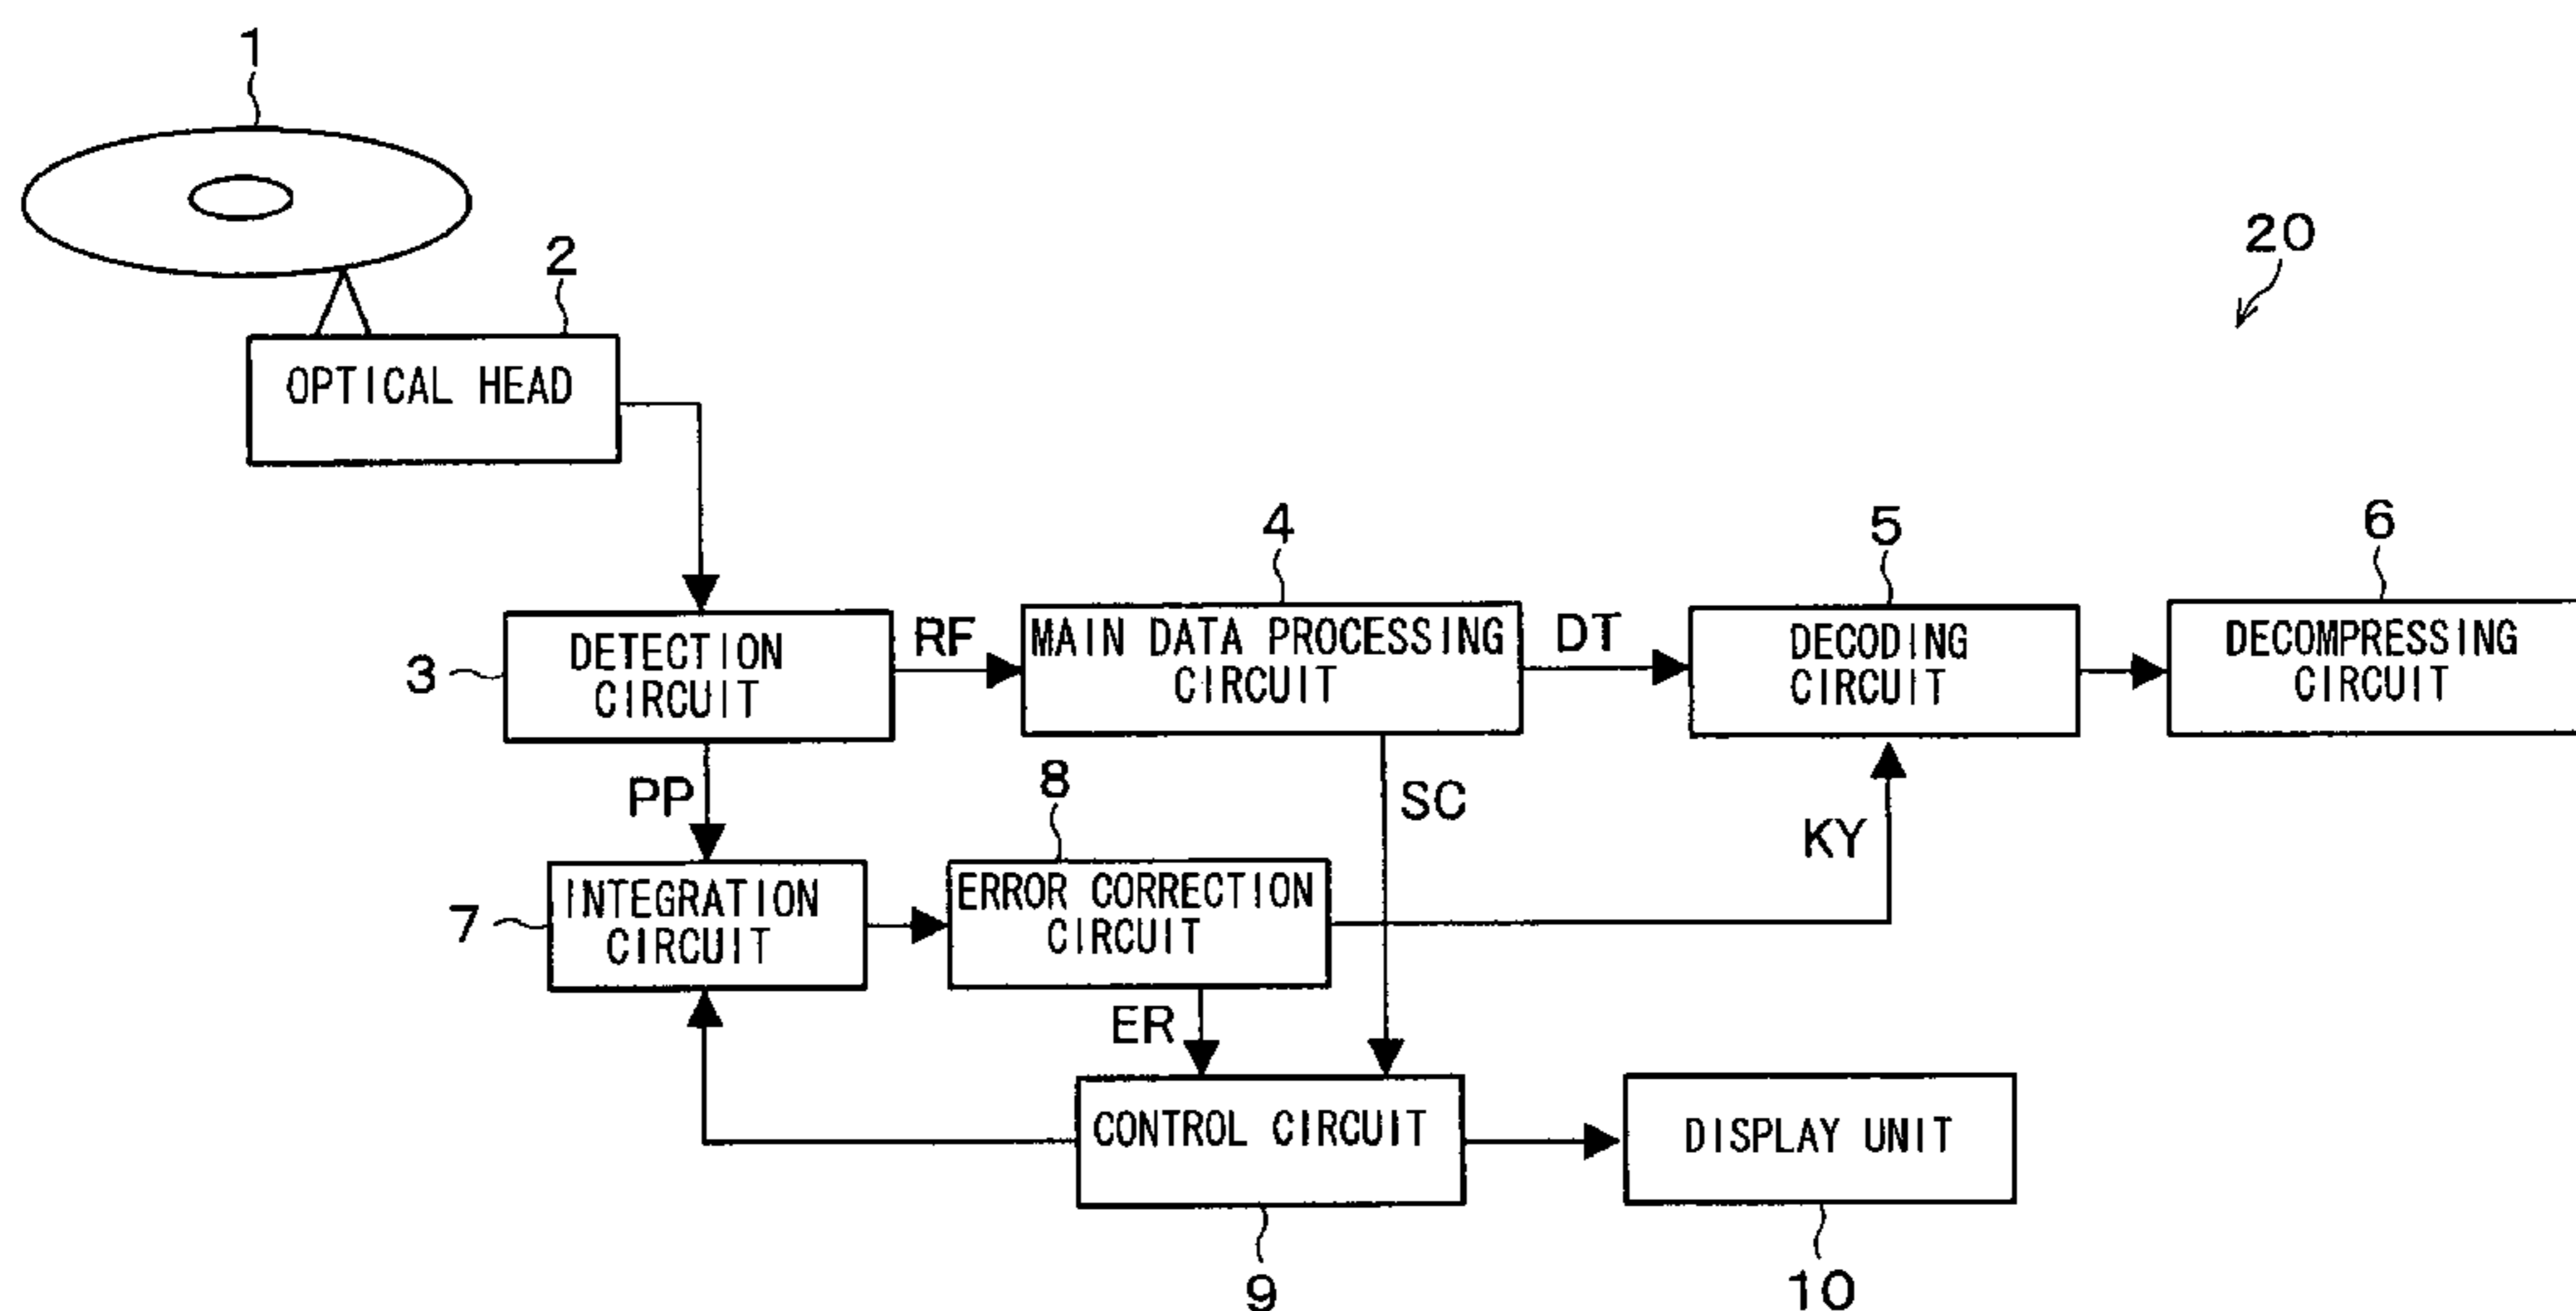 1
2
20
OPTICAL HEAD
4
5
6
3
DETECTION
CIRCUIT
RF
MAIN DATA PROCESSING
CIRCUIT
DT
DECODING
CIRCUIT
DECOMPRESSING
CIRCUIT
PP
8
SC
KY
7
INTEGRATION
CIRCUIT
ERROR CORRECTION
CIRCUIT
ER
CONTROL CIRCUIT
DISPLAY UNIT
9
10